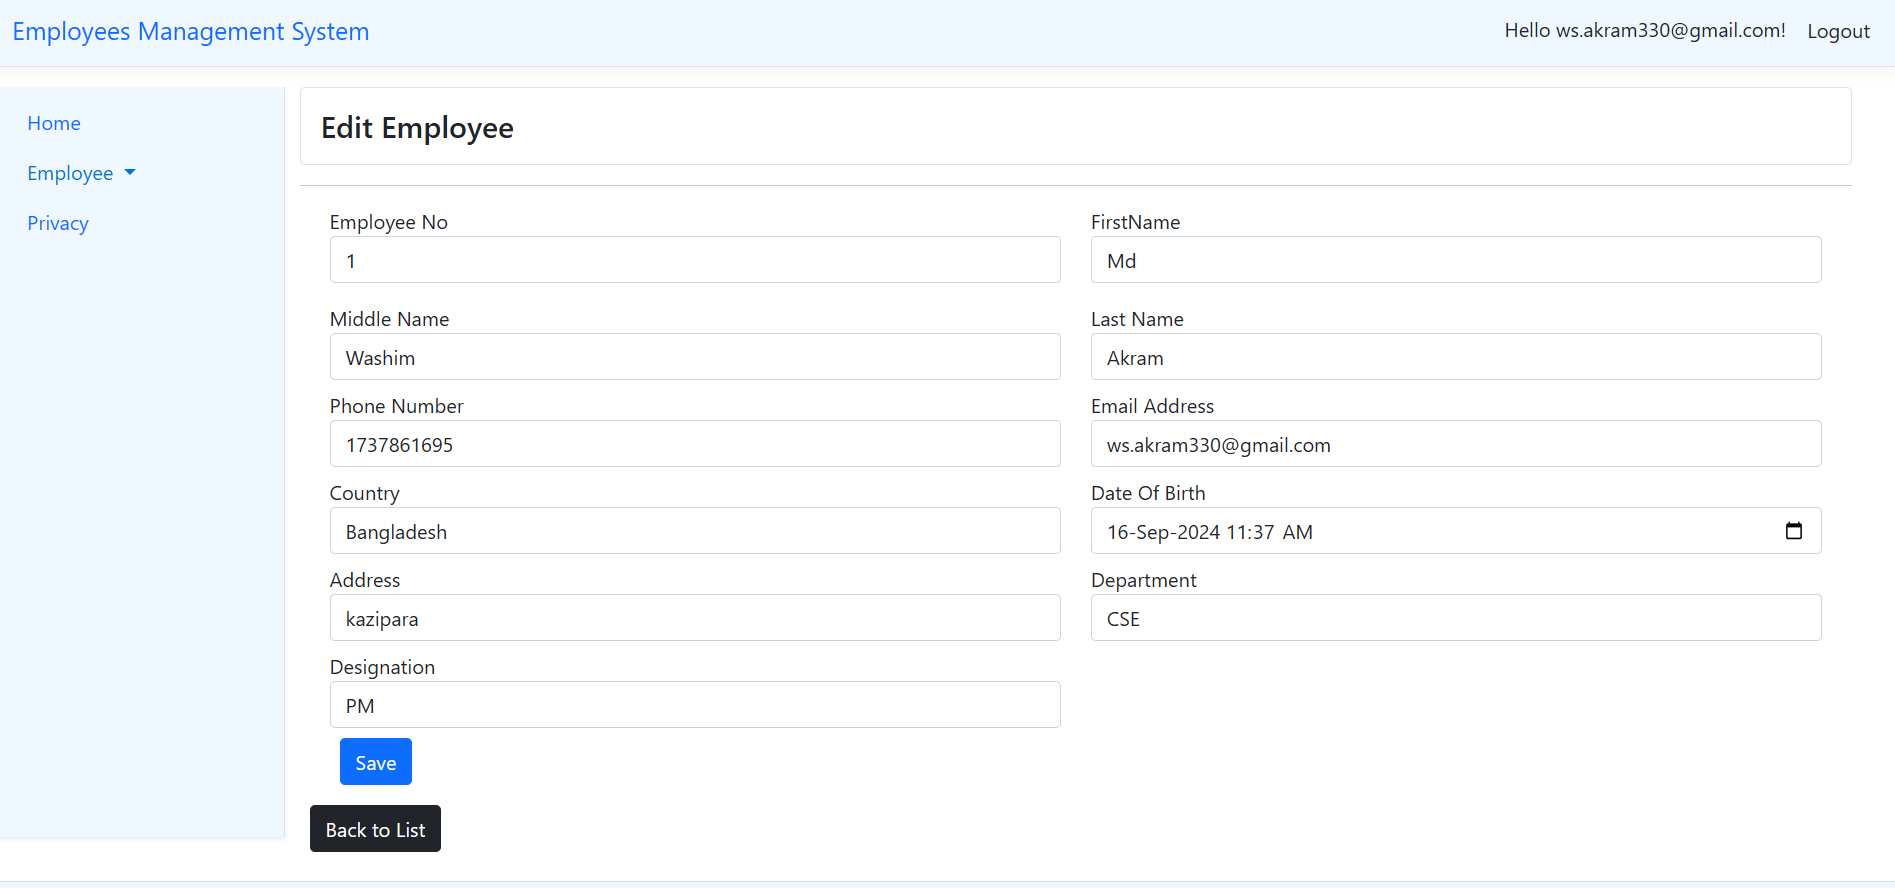 Employees Management System
Hello ws.akram330@gmail.com! Logout
Home
Employee
Privacy
Edit Employee
Employee No
1
FirstName
Md
Middle Name
Washim
Last Name
Akram
Phone Number
1737861695
Email Address
ws.akram330@gmail.com
Country
Bangladesh
Date Of Birth
16-Sep-2024 11:37 AM
Address
kazipara
Department
CSE
Designation
PM
Save
Back to List